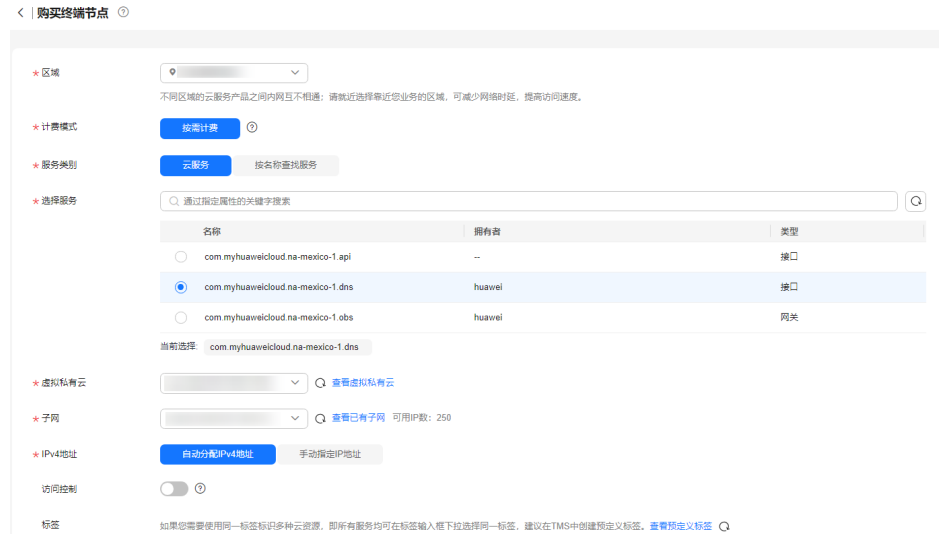 购买终端节点
区域
不同区域的云服务产品之间内网互不相通；请就近选择靠近您业务的区域，可减少网络时延，提高访问速度。
计费模式 按需计费
服务类别 云服务 按名称查找服务
选择服务 通过指定属性的关键字搜索
名称 拥有者 类型
com.myhuaweicloud.na-mexico-1.api -- 接口
com.myhuaweicloud.na-mexico-1.dns huawei 接口
com.myhuaweicloud.na-mexico-1.obs huawei 网关
当前选择: com.myhuaweicloud.na-mexico-1.dns
虚拟私有云 查看虚拟私有云
子网 查看已有子网 可用IP数：250
IPv4地址 自动分配IPv4地址 手动指定IP地址
访问控制
标签 如果您需要使用同一标签标识多种云资源，即所有服务均可在标签输入框下拉选择同一标签，建议在TMS中创建预定义标签。查看预定义标签